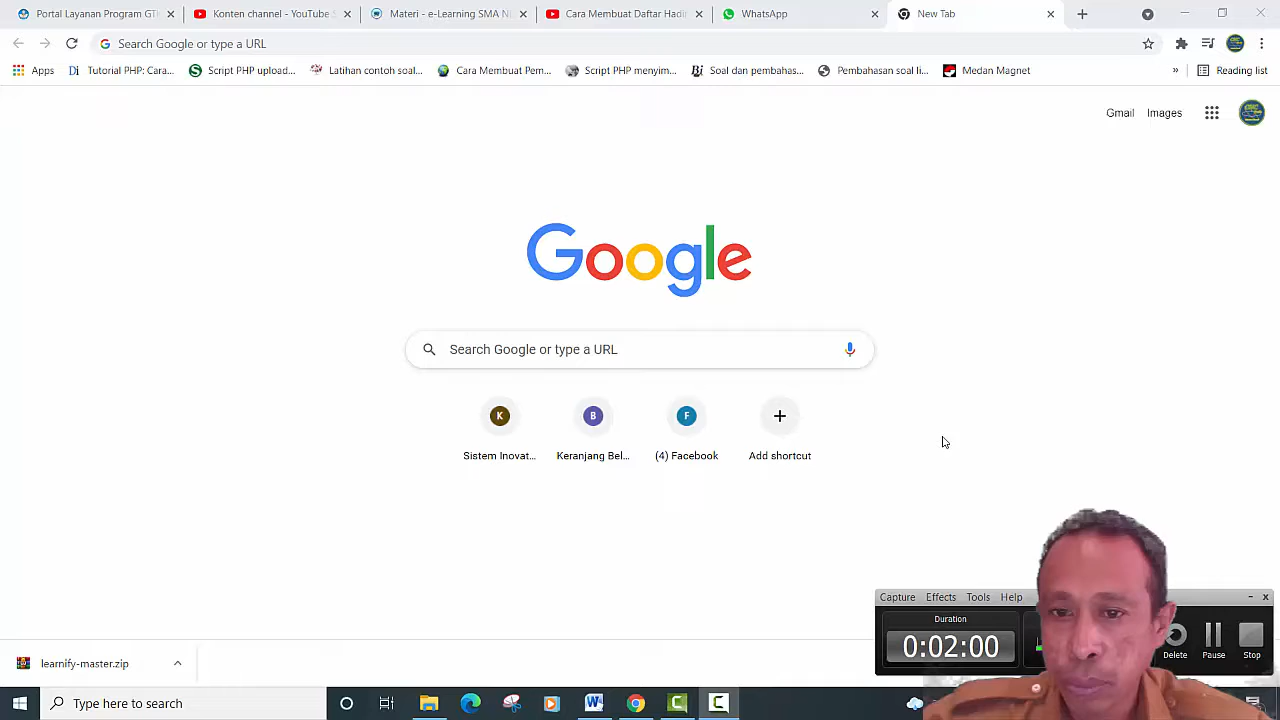 Portal Layanan Program GTK
Konten channel - YouTube S
Materi - e-Learning SMA N
Cara Membuat Daftar Hadir
WhatsApp
New Tab
Search Google or type a URL
Apps
Tutorial PHP: Cara...
Script PHP upload...
Latihan contoh soal...
Cara Membuat Pem...
Script PHP menyim...
Soal dan pembahas...
Pembahasan soal li...
Medan Magnet
»
Reading list
Gmail
Images
Google
Search Google or type a URL
K
B
F
Sistem Inovat...
Keranjang Bel...
(4) Facebook
Add shortcut
Capture
Effects
Tools
Help
Duration
0:02:00
Delete
Pause
Stop
learnify-master.zip
Type here to search